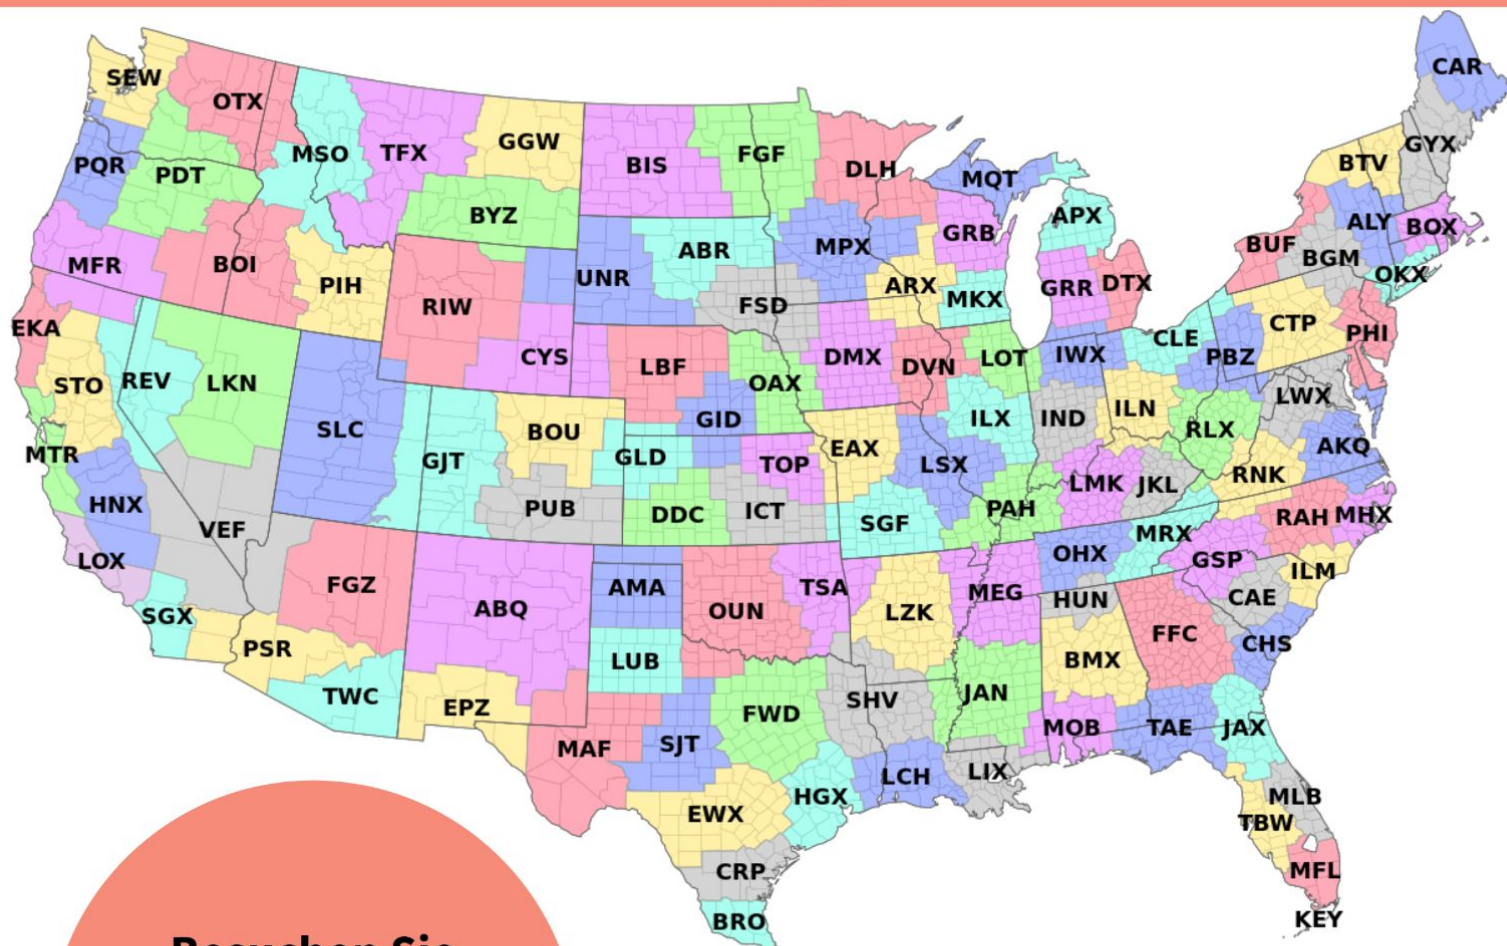 CAR
SEW
OTX
GYX
GGW
MSO
TFX
FGF
BIS
BTV
PQR
DLH
PDT
MQT
BYZ
APX
ALY
BOX
GRB
BUF
MPX
ABR
BGM
MFR
BOI
OKX
UNR
PIH
ARX
GRR
DTX
MKX
RIW
FSD
EKA
CTP
PHI
CLE
CYS
DMX
LOT
IWX
PBZ
LBF
DVN
STO
REV
LKN
OAX
LWX
ILN
GID
ILX
IND
SLC
BOU
RLX
AKQ
MTR
GJT
GLD
TOP
EAX
LSX
RNK
HNX
LMK
JKL
PUB
DDC
ICT
PAH
RAH
MHX
VEF
SGF
MRX
LOX
OHX
GSP
ILM
FGZ
AMA
TSA
MEG
HUN
CAE
SGX
ABQ
OUN
LZK
FFC
PSR
LUB
BMX
CHS
TWC
EPZ
FWD
SHV
JAN
MOB
TAE
JAX
MAF
SJT
LCH
LIX
HGX
MLB
EWX
TBW
CRP
MFL
BRO
KEY
Besuchen Sie